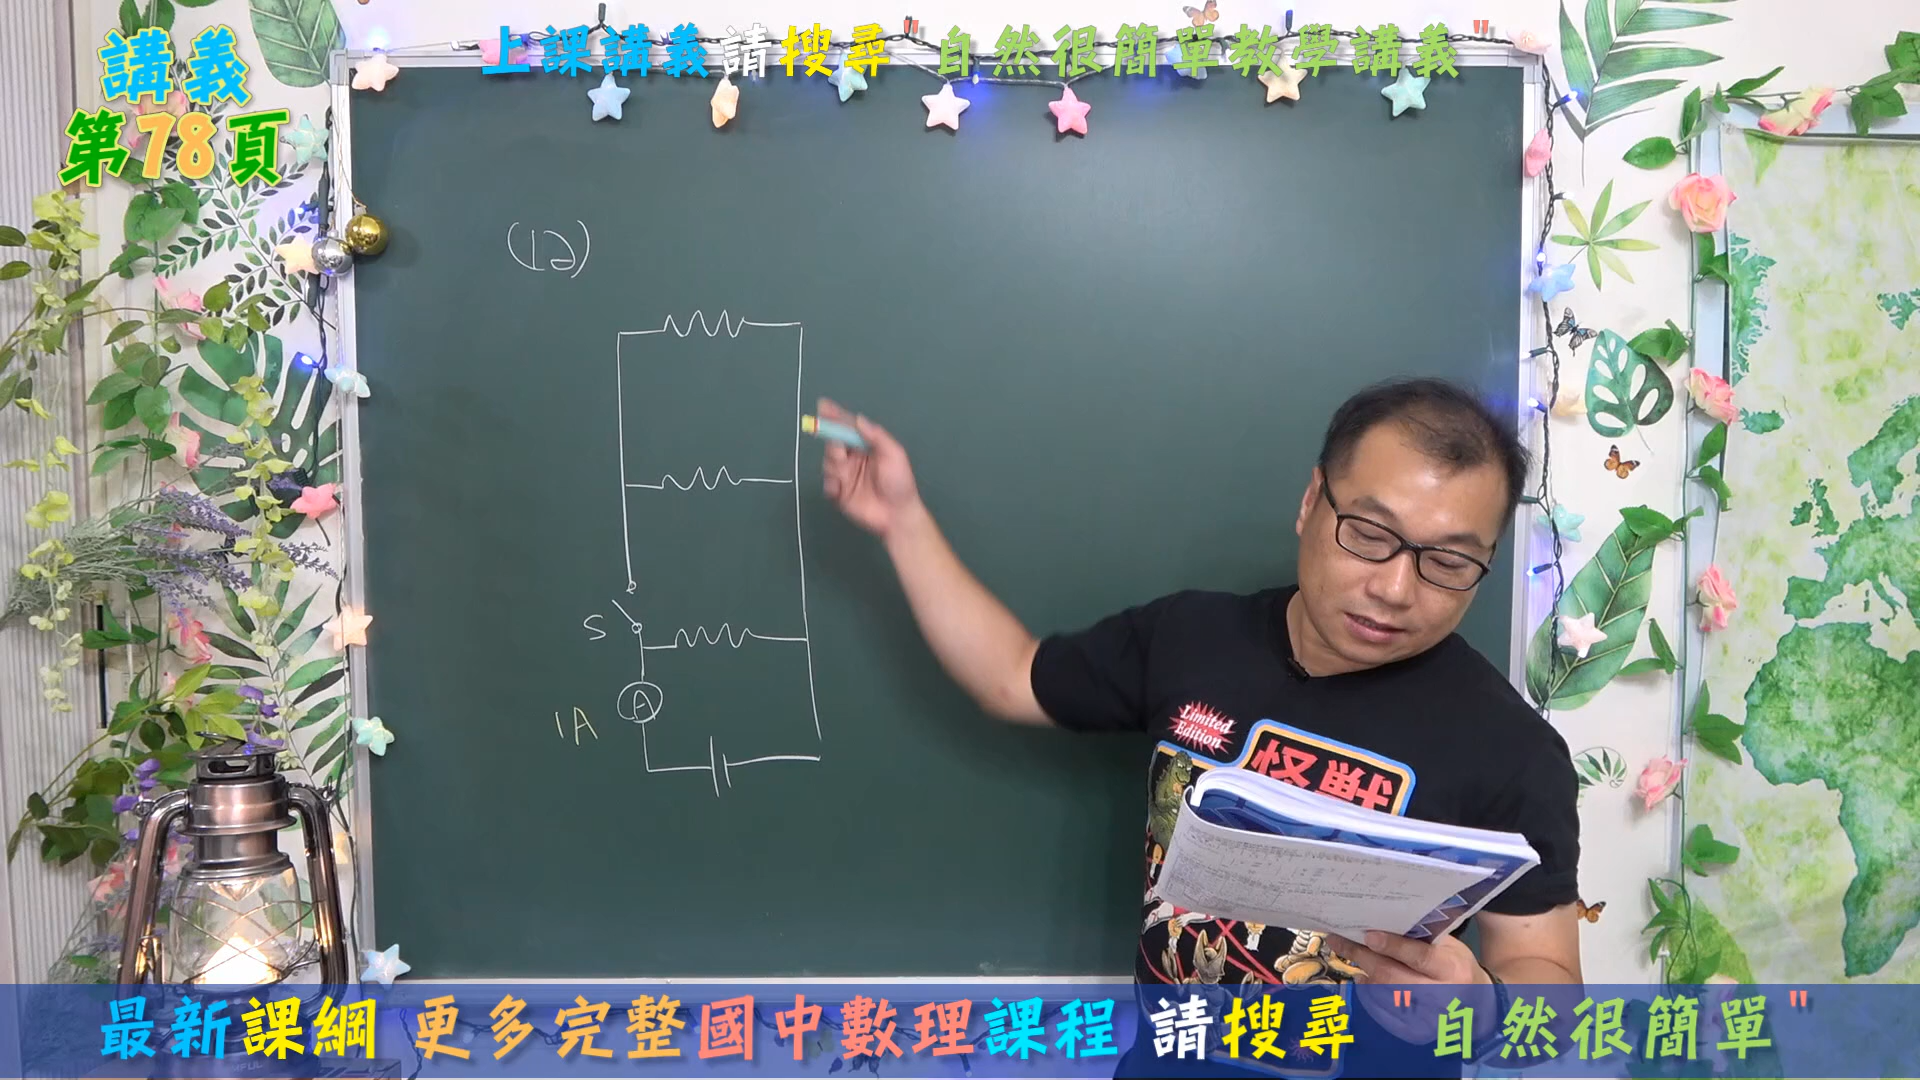 上課講義請搜尋"自然很簡單教學講義"
講義
第78頁
(12)
S
A
1A
Limited
Edition
怪獣
最新課綱 更多完整國中數理課程 請搜尋 "自然很簡單"